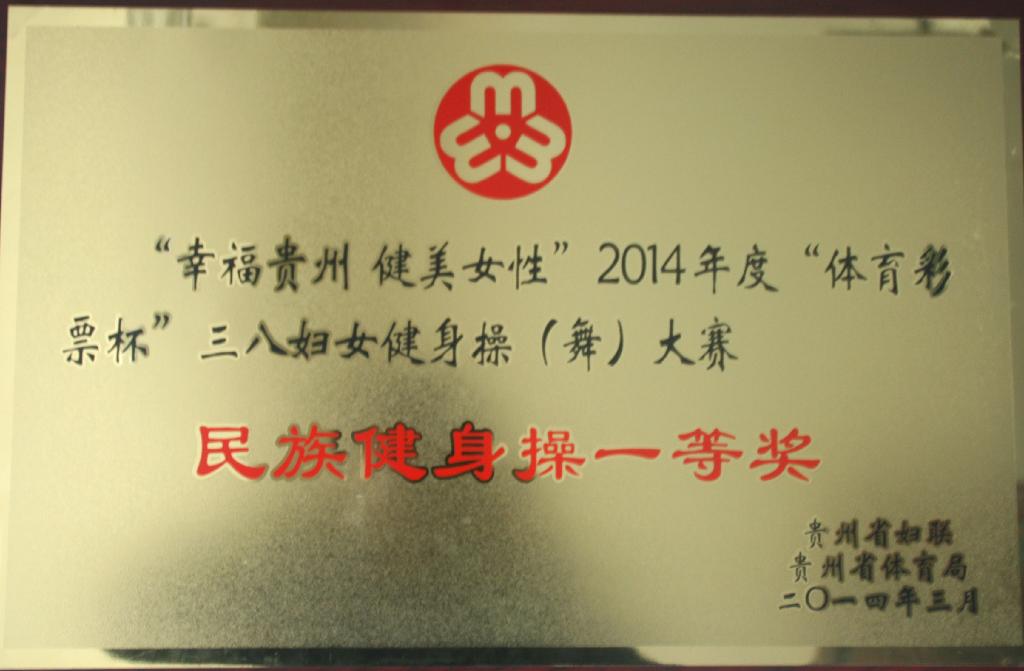 “幸福贵州 健美女性”2014年度“体育彩
票杯”三八妇女健身操（舞）大赛
民族健身操一等奖
贵州省妇联
贵州省体育局
二〇一四年三月